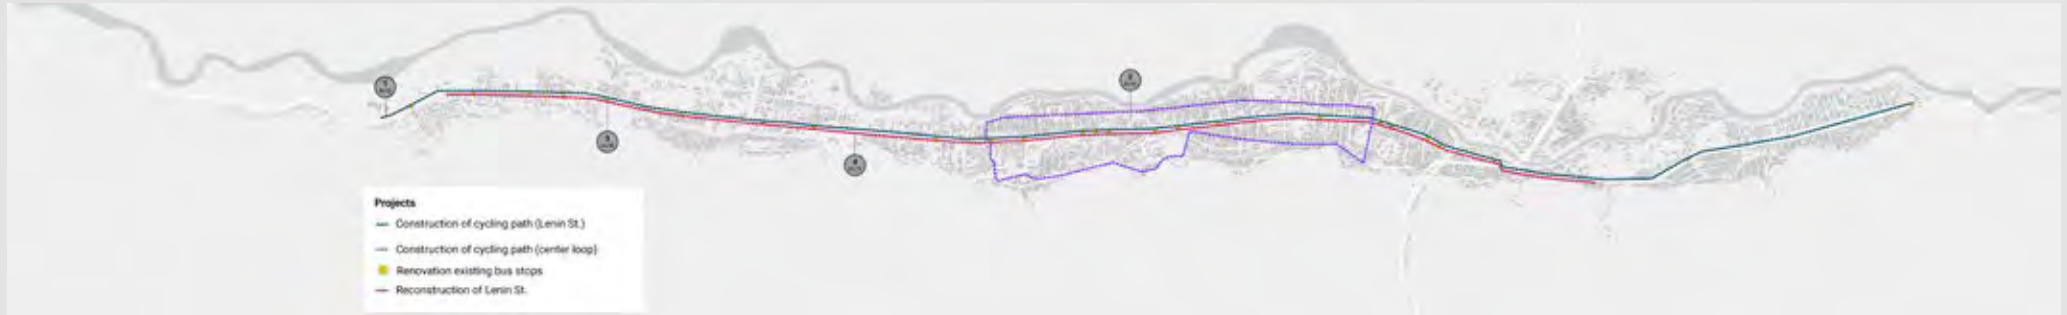 Projects
Construction of cycling path (Lenin St.)
Construction of cycling path (center loop)
Renovation existing bus stops
Reconstruction of Lenin St.